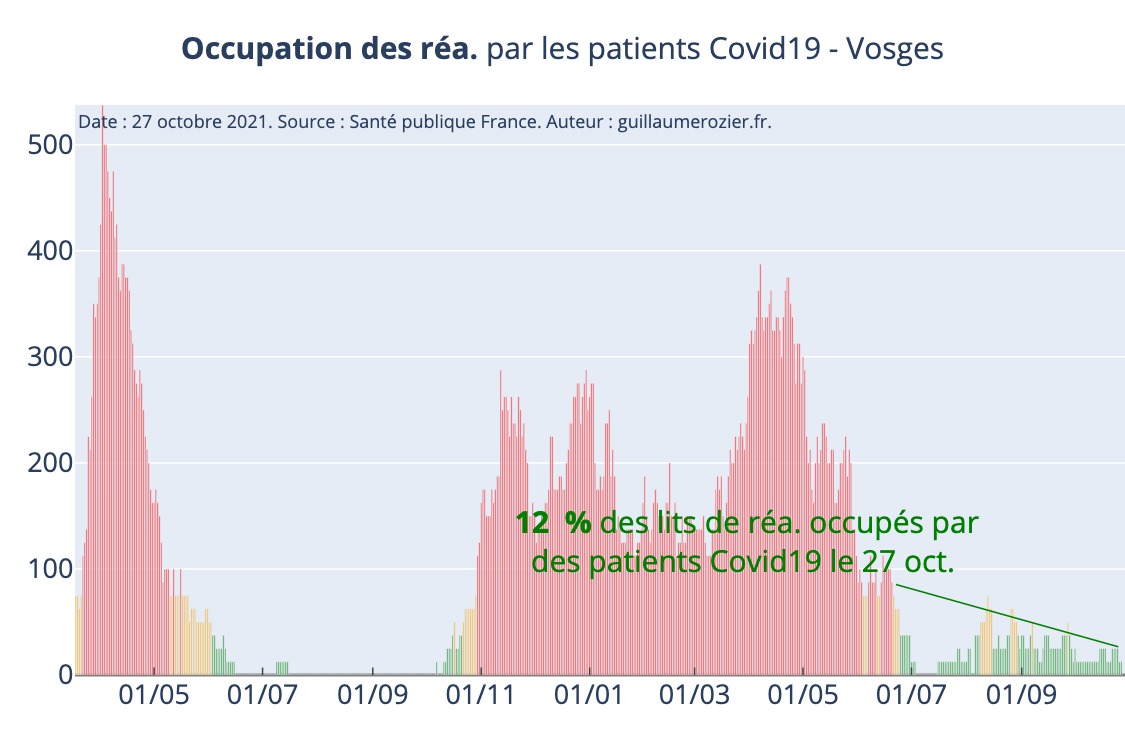 Occupation des réa. par les patients Covid19 - Vosges
Date : 27 octobre 2021. Source : Santé publique France. Auteur : guillaumerozier.fr.
500
400
300
200
12 % des lits de réa. occupés par
des patients Covid19 le 27 oct.
100
0
01/05 01/07 01/09 01/11 01/01 01/03 01/05 01/07 01/09